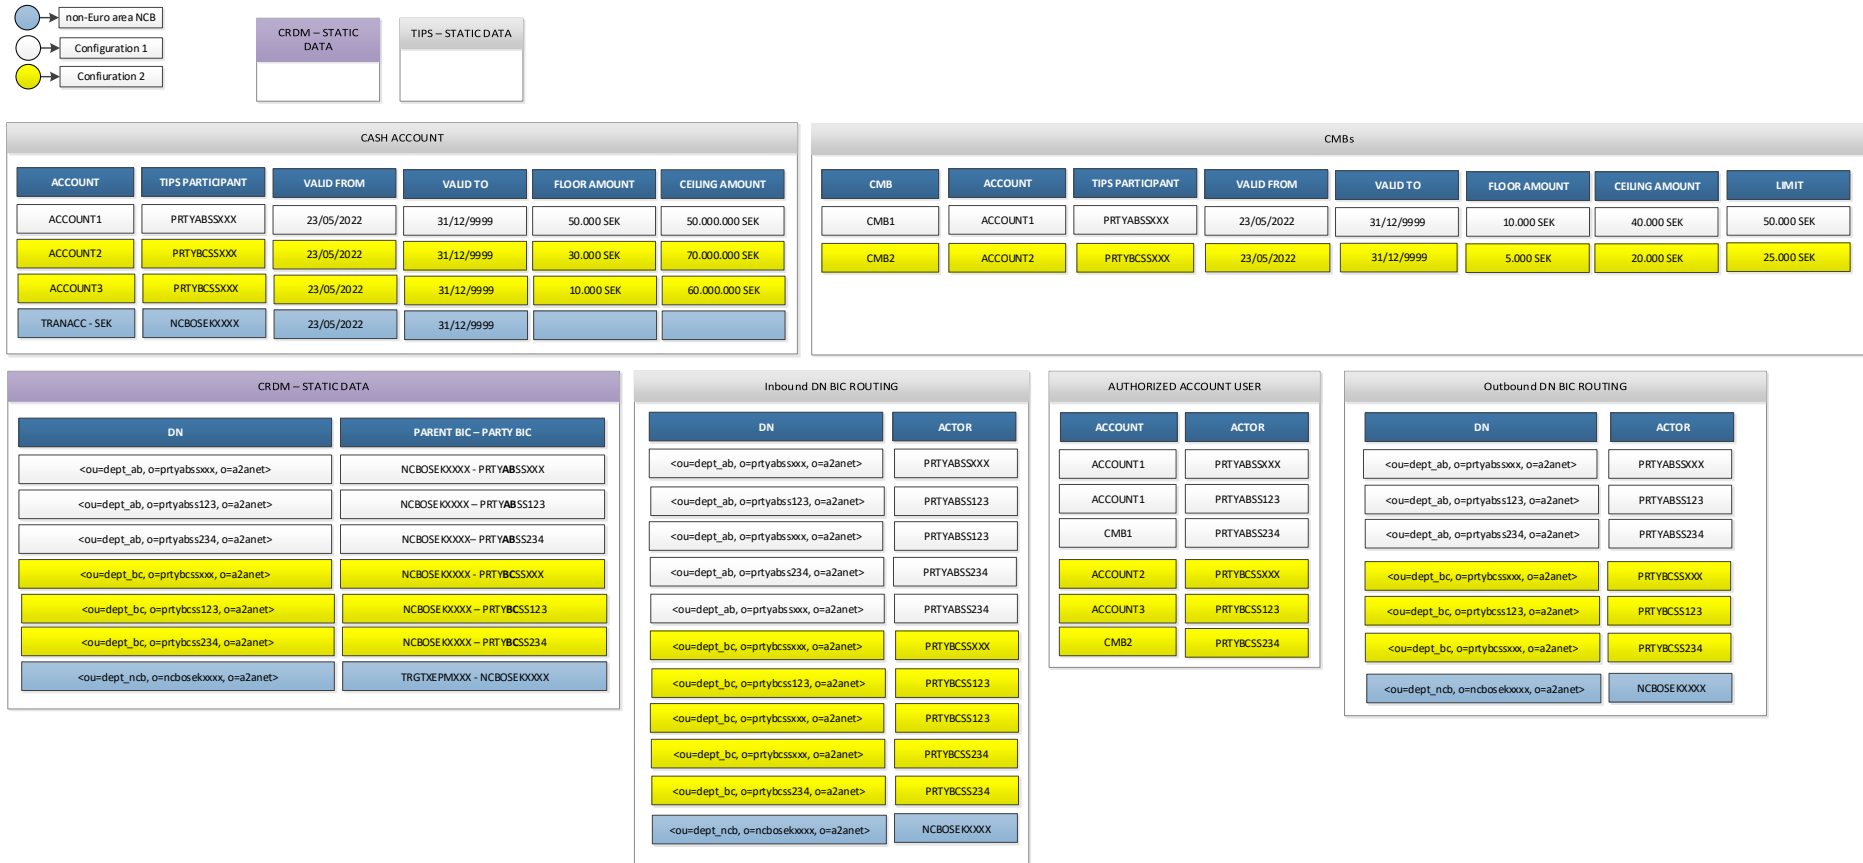 non-Euro area NCB
Configuration 1
Confiuration 2
CRDM – STATIC
DATA
TIPS – STATIC DATA
CASH ACCOUNT
ACCOUNT TIPS PARTICIPANT VALID FROM VALID TO FLOOR AMOUNT CEILING AMOUNT
ACCOUNT1 PRTYABSSXXX 23/05/2022 31/12/9999 50.000 SEK 50.000.000 SEK
ACCOUNT2 PRTYBCSSXXX 23/05/2022 31/12/9999 30.000 SEK 70.000.000 SEK
ACCOUNT3 PRTYBCSSXXX 23/05/2022 31/12/9999 10.000 SEK 60.000.000 SEK
TRANACC - SEK NCBOSEKXXXX 23/05/2022 31/12/9999
CMBs
CMB ACCOUNT TIPS PARTICIPANT VALID FROM VALID TO FLOOR AMOUNT CEILING AMOUNT LIMIT
CMB1 ACCOUNT1 PRTYABSSXXX 23/05/2022 31/12/9999 10.000 SEK 40.000 SEK 50.000 SEK
CMB2 ACCOUNT2 PRTYBCSSXXX 23/05/2022 31/12/9999 5.000 SEK 20.000 SEK 25.000 SEK
CRDM – STATIC DATA
DN PARENT BIC – PARTY BIC
<ou=dept_ab, o=prtyabssxxx, o=a2anet> NCBOSEKXXXX - PRTYABSSXXX
<ou=dept_ab, o=prtyabss123, o=a2anet> NCBOSEKXXXX – PRTYABSS123
<ou=dept_ab, o=prtyabss234, o=a2anet> NCBOSEKXXXX– PRTYABSS234
<ou=dept_bc, o=prtybcssxxx, o=a2anet> NCBOSEKXXXX - PRTYBCSSXXX
<ou=dept_bc, o=prtybcss123, o=a2anet> NCBOSEKXXXX – PRTYBCSS123
<ou=dept_bc, o=prtybcss234, o=a2anet> NCBOSEKXXXX – PRTYBCSS234
<ou=dept_ncb, o=ncbosekxxxx, o=a2anet> TRGTXEPMXXX - NCBOSEKXXXX
Inbound DN BIC ROUTING
DN ACTOR
<ou=dept_ab, o=prtyabssxxx, o=a2anet> PRTYABSSXXX
<ou=dept_ab, o=prtyabss123, o=a2anet> PRTYABSS123
<ou=dept_ab, o=prtyabssxxx, o=a2anet> PRTYABSS123
<ou=dept_ab, o=prtyabss234, o=a2anet> PRTYABSS234
<ou=dept_ab, o=prtyabssxxx, o=a2anet> PRTYABSS234
<ou=dept_bc, o=prtybcssxxx, o=a2anet> PRTYBCSSXXX
<ou=dept_bc, o=prtybcss123, o=a2anet> PRTYBCSS123
<ou=dept_bc, o=prtybcssxxx, o=a2anet> PRTYBCSS123
<ou=dept_bc, o=prtybcssxxx, o=a2anet> PRTYBCSS234
<ou=dept_bc, o=prtybcss234, o=a2anet> PRTYBCSS234
<ou=dept_ncb, o=ncbosekxxxx, o=a2anet> NCBOSEKXXXX
AUTHORIZED ACCOUNT USER
ACCOUNT ACTOR
ACCOUNT1 PRTYABSSXXX
ACCOUNT1 PRTYABSS123
CMB1 PRTYABSS234
ACCOUNT2 PRTYBCSSXXX
ACCOUNT3 PRTYBCSS123
CMB2 PRTYBCSS234
Outbound DN BIC ROUTING
DN ACTOR
<ou=dept_ab, o=prtyabssxxx, o=a2anet> PRTYABSSXXX
<ou=dept_ab, o=prtyabss123, o=a2anet> PRTYABSS123
<ou=dept_ab, o=prtyabss234, o=a2anet> PRTYABSS234
<ou=dept_bc, o=prtybcssxxx, o=a2anet> PRTYBCSSXXX
<ou=dept_bc, o=prtybcss123, o=a2anet> PRTYBCSS123
<ou=dept_bc, o=prtybcssxxx, o=a2anet> PRTYBCSS234
<ou=dept_ncb, o=ncbosekxxxx, o=a2anet> NCBOSEKXXXX